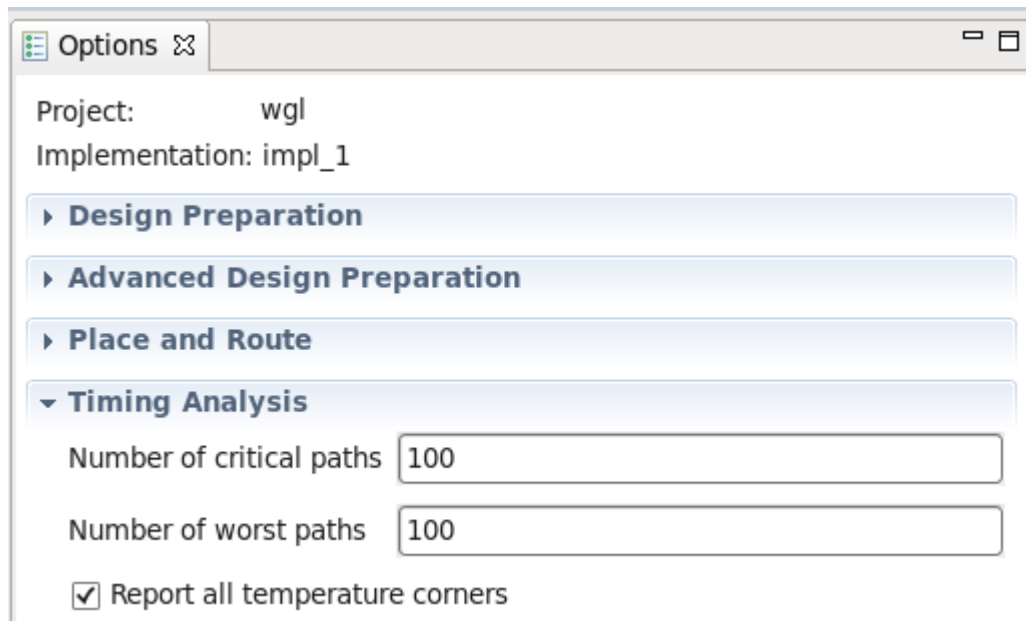 Options
Project: wgl
Implementation: impl_1
Design Preparation
Advanced Design Preparation
Place and Route
Timing Analysis
Number of critical paths 100
Number of worst paths 100
Report all temperature corners